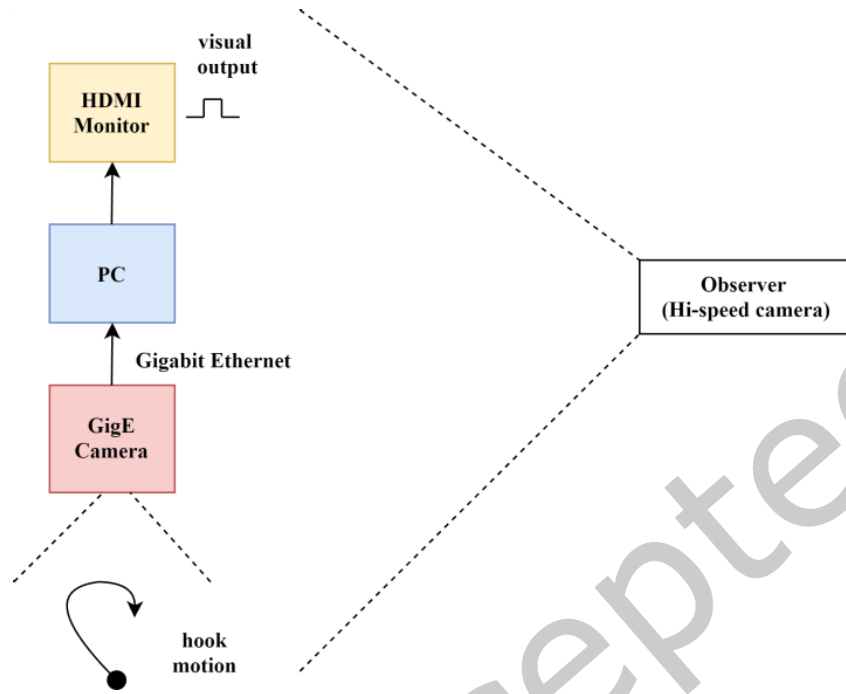 visual
output
HDMI
Monitor
PC
Observer
(Hi-speed camera)
Gigabit Ethernet
GigE
Camera
hook
motion